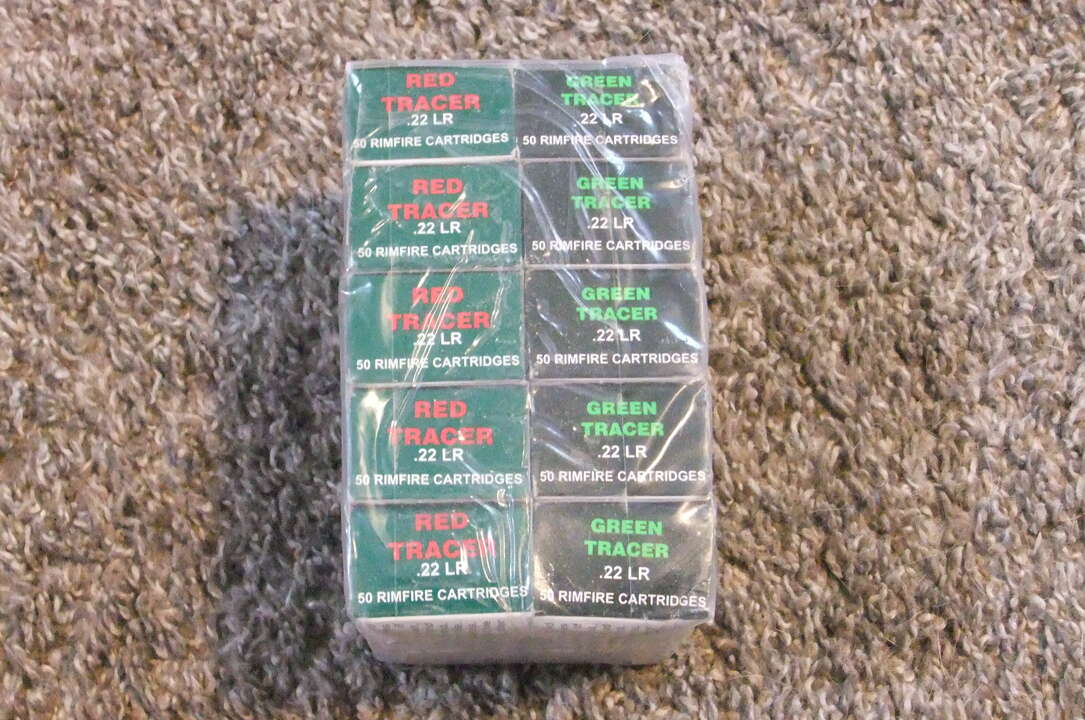 RED
TRACER
.22 LR
50 RIMFIRE CARTRIDGES
GREEN
TRACER
.22 LR
50 RIMFIRE CARTRIDGES
RED
TRACER
.22 LR
50 RIMFIRE CARTRIDGES
GREEN
TRACER
.22 LR
50 RIMFIRE CARTRIDGES
RED
TRACER
.22 LR
50 RIMFIRE CARTRIDGES
GREEN
TRACER
.22 LR
50 RIMFIRE CARTRIDGES
RED
TRACER
.22 LR
50 RIMFIRE CARTRIDGES
GREEN
TRACER
.22 LR
50 RIMFIRE CARTRIDGES
RED
TRACER
.22 LR
50 RIMFIRE CARTRIDGES
GREEN
TRACER
.22 LR
50 RIMFIRE CARTRIDGES